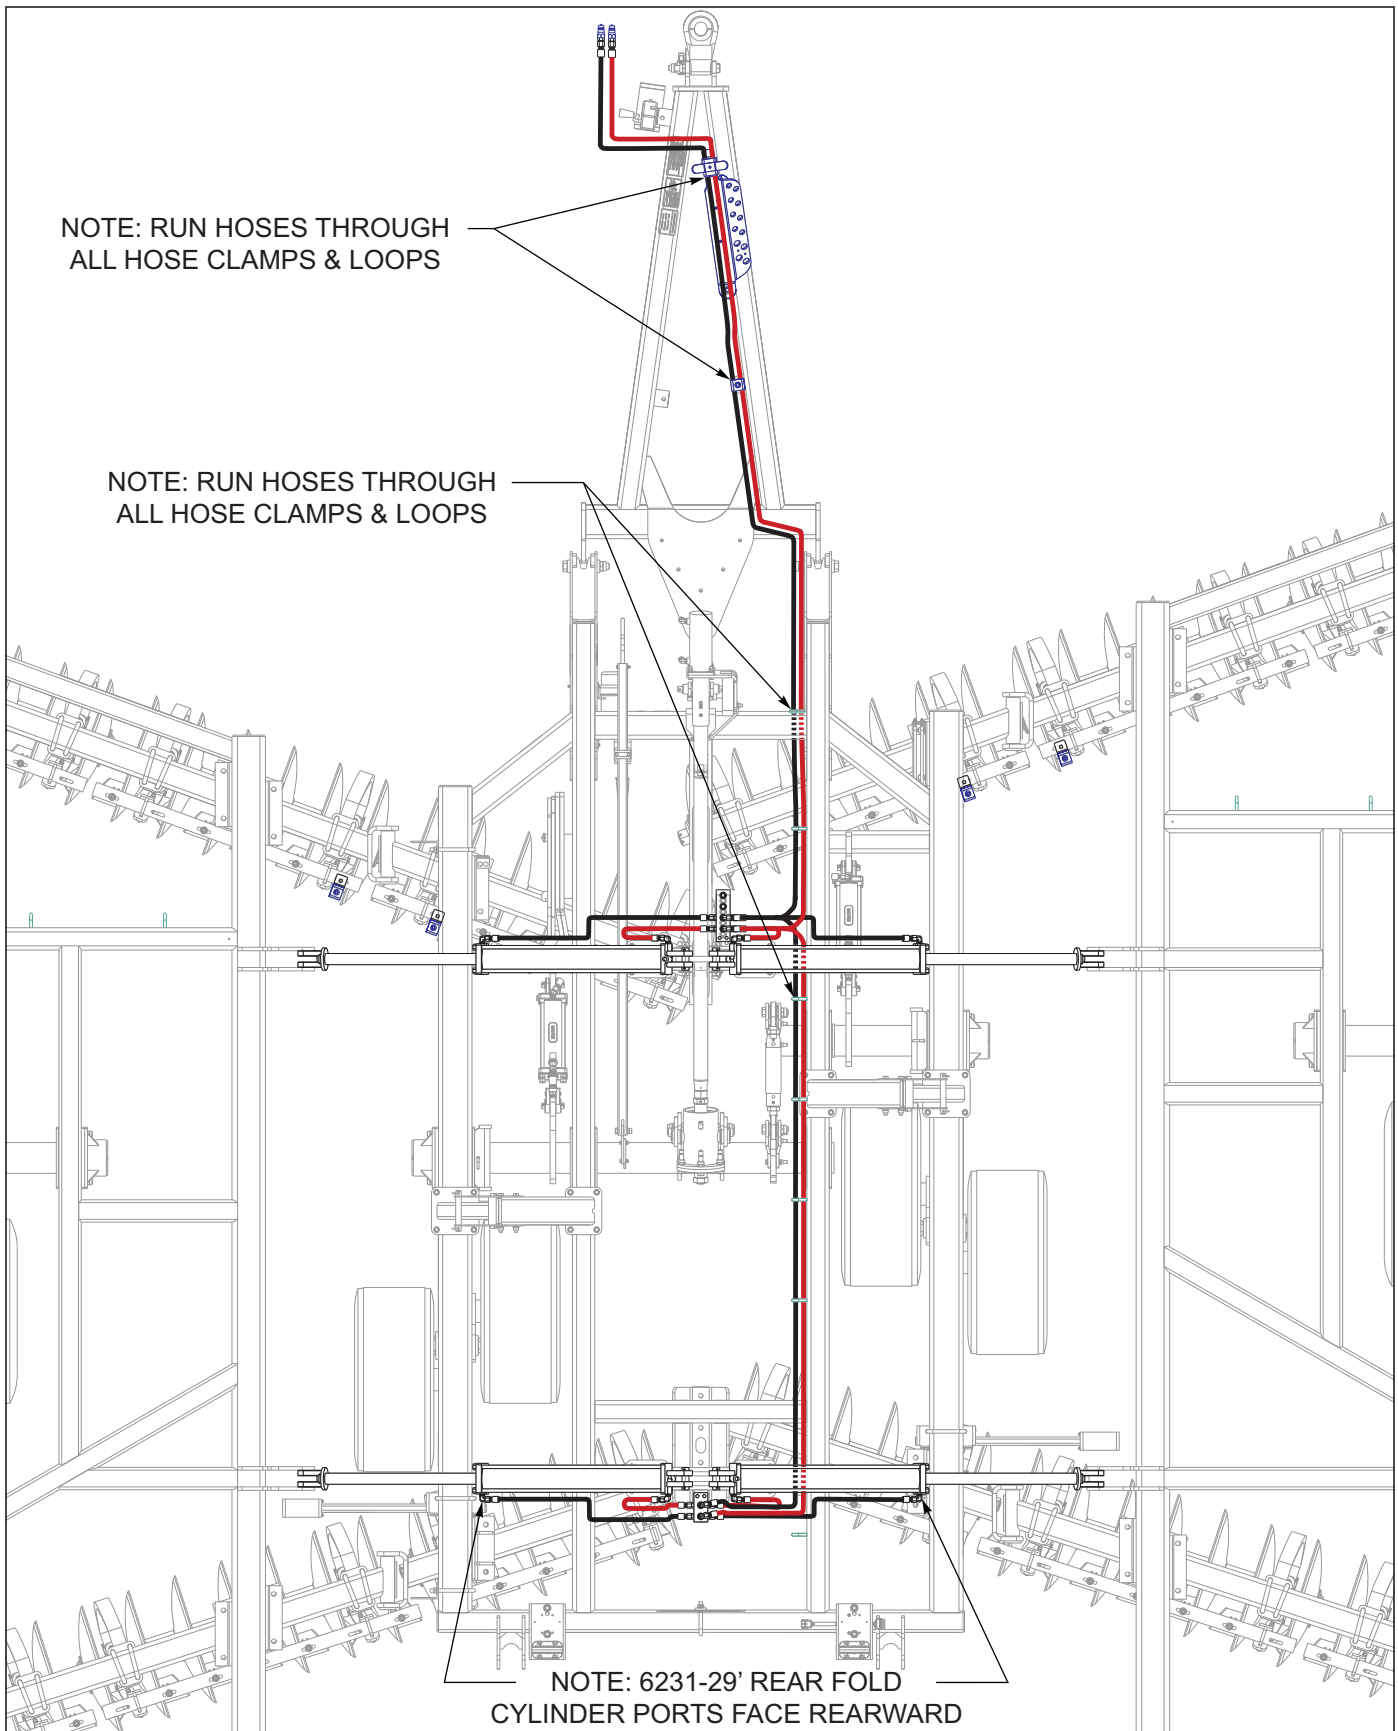 NOTE: RUN HOSES THROUGH
ALL HOSE CLAMPS & LOOPS
NOTE: RUN HOSES THROUGH
ALL HOSE CLAMPS & LOOPS
NOTE: 6231-29’ REAR FOLD
CYLINDER PORTS FACE REARWARD